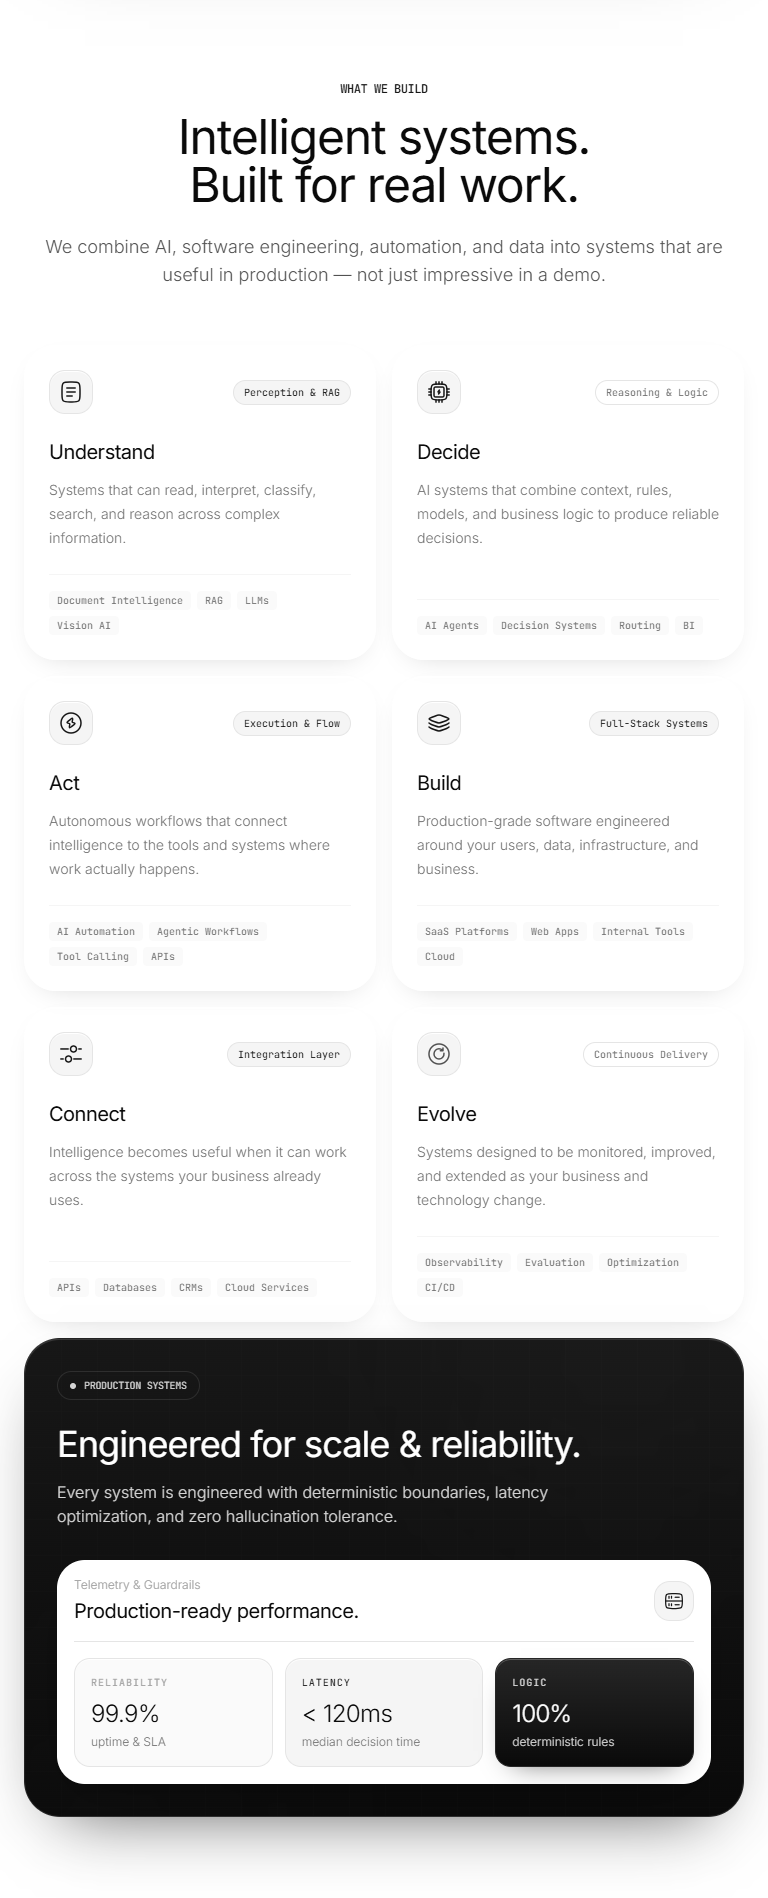 WHAT WE BUILD
Intelligent systems.
Built for real work.
We combine AI, software engineering, automation, and data into systems that are
useful in production — not just impressive in a demo.
Perception & RAG
Understand
Systems that can read, interpret, classify,
search, and reason across complex
information.
Document Intelligence RAG LLMs
Vision AI
Reasoning & Logic
Decide
AI systems that combine context, rules,
models, and business logic to produce reliable
decisions.
AI Agents Decision Systems Routing BI
Execution & Flow
Act
Autonomous workflows that connect
intelligence to the tools and systems where
work actually happens.
AI Automation Agentic Workflows
Tool Calling APIs
Full-Stack Systems
Build
Production-grade software engineered
around your users, data, infrastructure, and
business.
SaaS Platforms Web Apps Internal Tools
Cloud
Integration Layer
Connect
Intelligence becomes useful when it can work
across the systems your business already
uses.
APIs Databases CRMs Cloud Services
Continuous Delivery
Evolve
Systems designed to be monitored, improved,
and extended as your business and
technology change.
Observability Evaluation Optimization
CI/CD
PRODUCTION SYSTEMS
Engineered for scale & reliability.
Every system is engineered with deterministic boundaries, latency
optimization, and zero hallucination tolerance.
Telemetry & Guardrails
Production-ready performance.
RELIABILITY
99.9%
uptime & SLA
LATENCY
< 120ms
median decision time
LOGIC
100%
deterministic rules